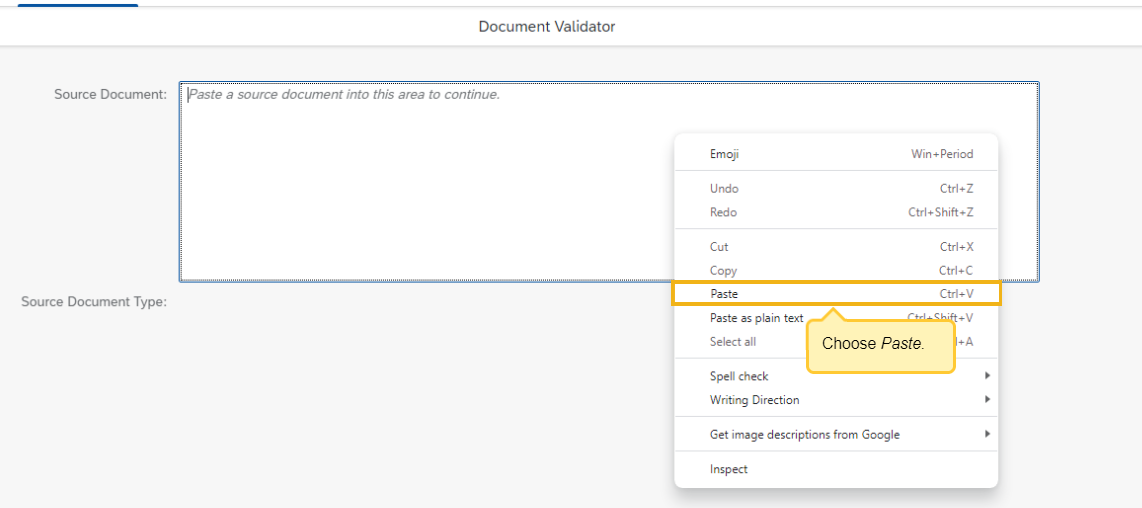 Document Validator
Source Document:
Paste a source document into this area to continue.
Emoji Win+Period
Undo Ctrl+Z
Redo Ctrl+Shift+Z
Cut Ctrl+X
Copy Ctrl+C
Paste Ctrl+V
Paste as plain text Ctrl+Shift+V
Select all l+A
Choose Paste.
Source Document Type:
Spell check
Writing Direction
Get image descriptions from Google
Inspect